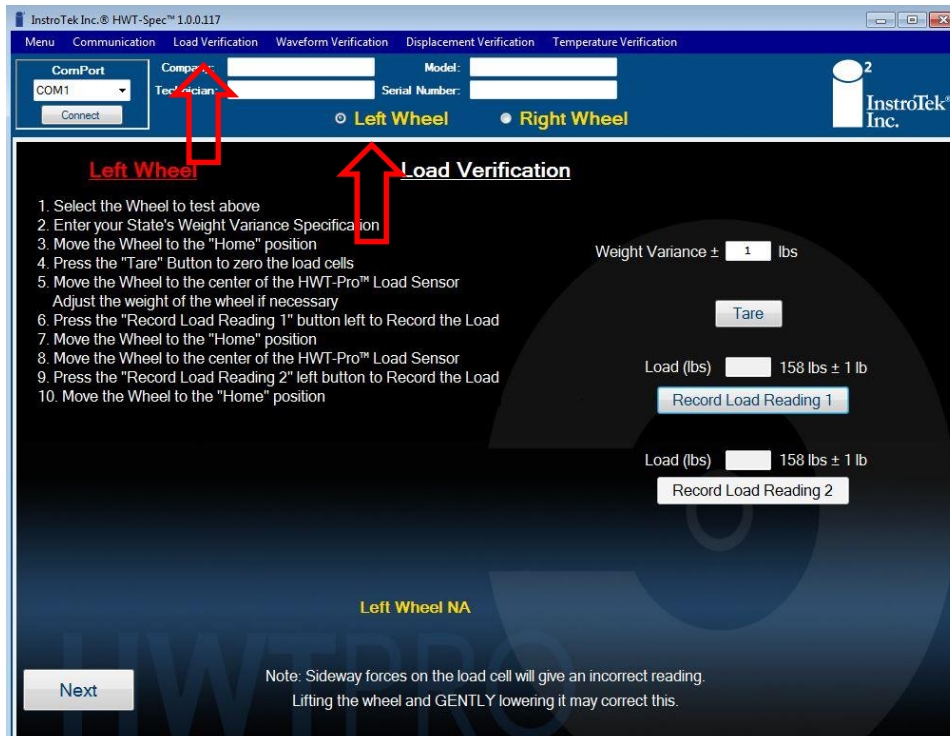 InstroTek Inc.® HWT-Spec™ 1.0.0.117
Menu Communication Load Verification Waveform Verification Displacement Verification Temperature Verification
ComPort
COM1
Connect
Company:
Model:
Technician:
Serial Number:
Left Wheel
Right Wheel
i2
InstroTek®
Inc.
Left Wheel
Load Verification
1. Select the Wheel to test above
2. Enter your State's Weight Variance Specification
3. Move the Wheel to the "Home" position
4. Press the "Tare" Button to zero the load cells
5. Move the Wheel to the center of the HWT-Pro™ Load Sensor
Adjust the weight of the wheel if necessary
6. Press the "Record Load Reading 1" button left to Record the Load
7. Move the Wheel to the "Home" position
8. Move the Wheel to the center of the HWT-Pro™ Load Sensor
9. Press the "Record Load Reading 2" left button to Record the Load
10. Move the Wheel to the "Home" position
Weight Variance ± 1 lbs
Tare
Load (lbs) 158 lbs ± 1 lb
Record Load Reading 1
Load (lbs) 158 lbs ± 1 lb
Record Load Reading 2
Left Wheel NA
HWTPRO
Next
Note: Sideway forces on the load cell will give an incorrect reading.
Lifting the wheel and GENTLY lowering it may correct this.